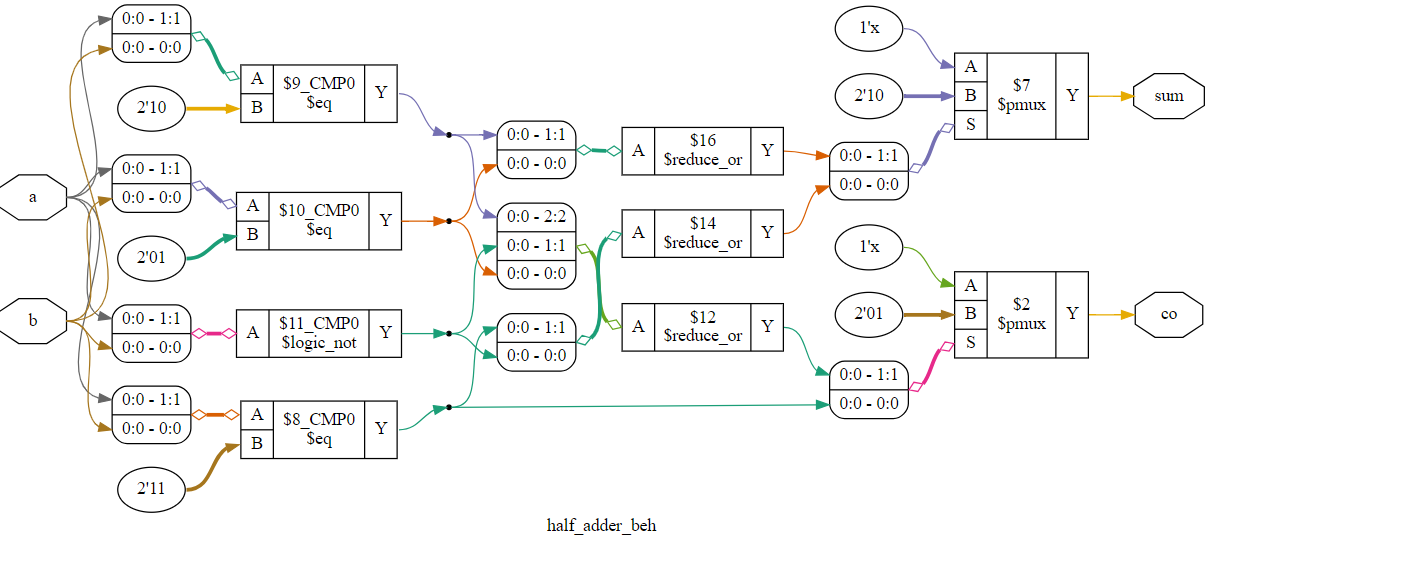 0:0 - 1:1
0:0 - 0:0
A
B
$9_CMP0
$eq
Y
2'10
a
0:0 - 1:1
0:0 - 0:0
A
B
$10_CMP0
$eq
Y
2'01
b
0:0 - 1:1
0:0 - 0:0
A
$11_CMP0
$logic_not
Y
0:0 - 1:1
0:0 - 0:0
A
B
$8_CMP0
$eq
Y
2'11
0:0 - 1:1
0:0 - 0:0
A
$16
$reduce_or
Y
0:0 - 2:2
0:0 - 1:1
0:0 - 0:0
A
$14
$reduce_or
Y
0:0 - 1:1
0:0 - 0:0
A
$12
$reduce_or
Y
1'x
2'10
0:0 - 1:1
0:0 - 0:0
A
B
S
$7
$pmux
Y
sum
1'x
2'01
0:0 - 1:1
0:0 - 0:0
A
B
S
$2
$pmux
Y
co
half_adder_beh